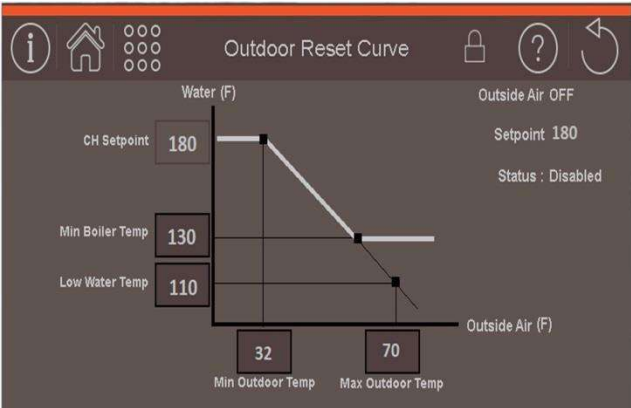 i
Outdoor Reset Curve
?
Water (F)
Outside Air OFF
CH Setpoint 180
Setpoint 180
Status : Disabled
Min Boiler Temp 130
Low Water Temp 110
Outside Air (F)
32 70
Min Outdoor Temp Max Outdoor Temp